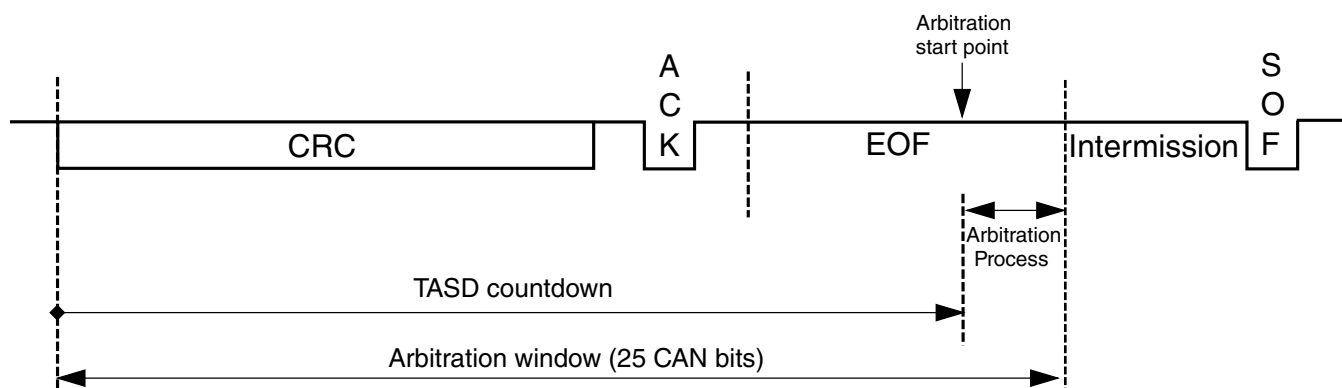 Arbitration
start point
A
C
K
S
O
F
CRC
EOF
Intermission
Arbitration
Process
TASD countdown
Arbitration window (25 CAN bits)